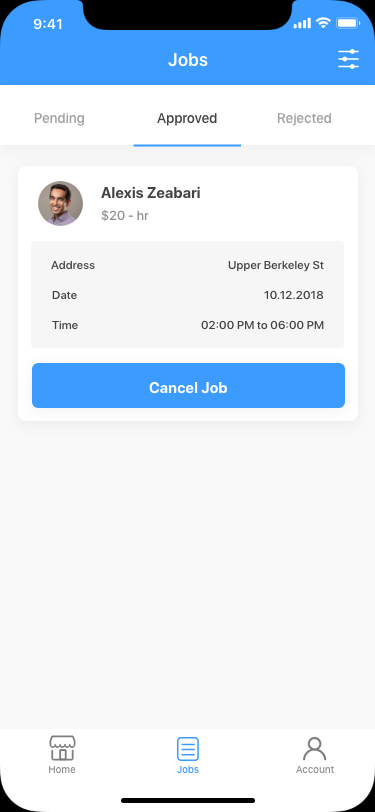 9:41
Jobs
Pending Approved Rejected
Alexis Zeabari
$20 - hr
Address Upper Berkeley St
Date 10.12.2018
Time 02:00 PM to 06:00 PM
Cancel Job
Home Jobs Account